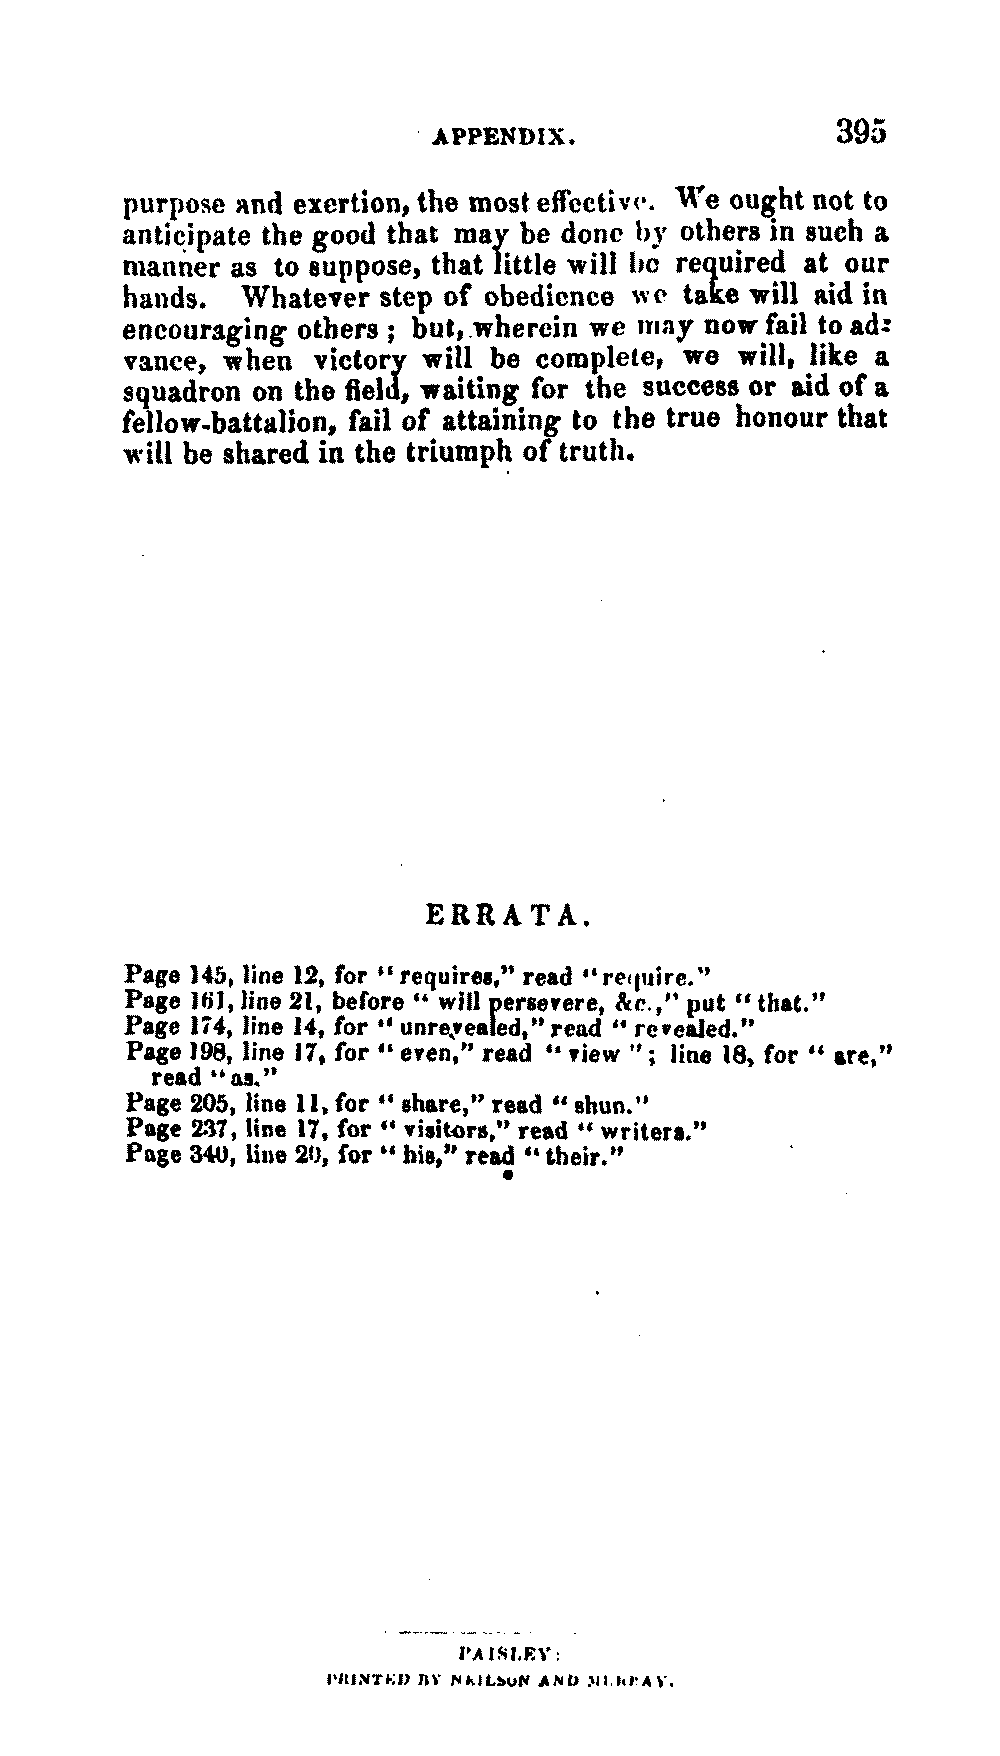 APPENDIX. 395
purpose and exertion, the most effective. We ought not to
anticipate the good that may be done by others in such a
manner as to suppose, that little will be required at our
hands. Whatever step of obedience we take will aid in
encouraging others ; but, wherein we may now fail to ad-
vance, when victory will be complete, we will, like a
squadron on the field, waiting for the success or aid of a
fellow-battalion, fail of attaining to the true honour that
will be shared in the triumph of truth.
ERRATA.
Page 145, line 12, for "requires," read "require."
Page 161, line 21, before "will persevere, &c.," put "that."
Page 174, line 14, for "unrevealed," read "revealed."
Page 198, line 17, for "even," read "view"; line 18, for "are,"
read "as."
Page 205, line 11, for "share," read "shun."
Page 237, line 17, for "visitors," read "writers."
Page 340, line 20, for "his," read "their."
PAISLEY:
PRINTED BY NEILSON AND MURRAY.